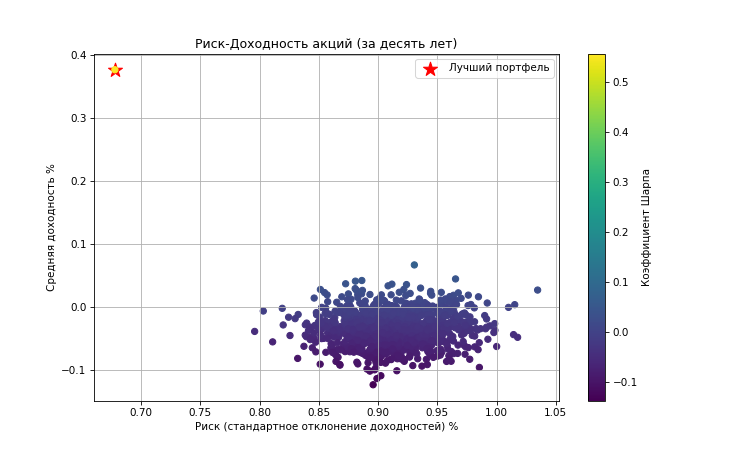 Риск-Доходность акций (за десять лет)
Лучший портфель
0.4
0.3
0.2
0.1
0.0
−0.1
Средняя доходность %
0.70 0.75 0.80 0.85 0.90 0.95 1.00 1.05
Риск (стандартное отклонение доходностей) %
0.5
0.4
0.3
0.2
0.1
0.0
−0.1
Коэффициент Шарпа